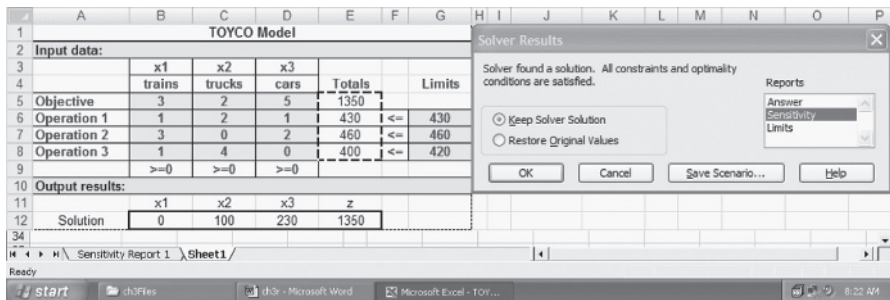 A B C D E F G H I J K L M N O P
1 TOYCO Model
2 Input data:
3 x1 x2 x3
4 trains trucks cars Totals Limits
5 Objective 3 2 5 1350
6 Operation 1 1 2 1 430 <= 430
7 Operation 2 3 0 2 460 <= 460
8 Operation 3 1 4 0 400 <= 420
9 >=0 >=0 >=0
10 Output results:
11 x1 x2 x3 z
12 Solution 0 100 230 1350
34
Solver Results
Solver found a solution. All constraints and optimality
conditions are satisfied.
Reports
Answer
Sensitivity
Limits
Keep Solver Solution
Restore Original Values
OK Cancel Save Scenario... Help
Sensitivity Report 1 Sheet1
Ready
start ch3Files ch3r - Microsoft Word Microsoft Excel - TOY... 8:22 AM